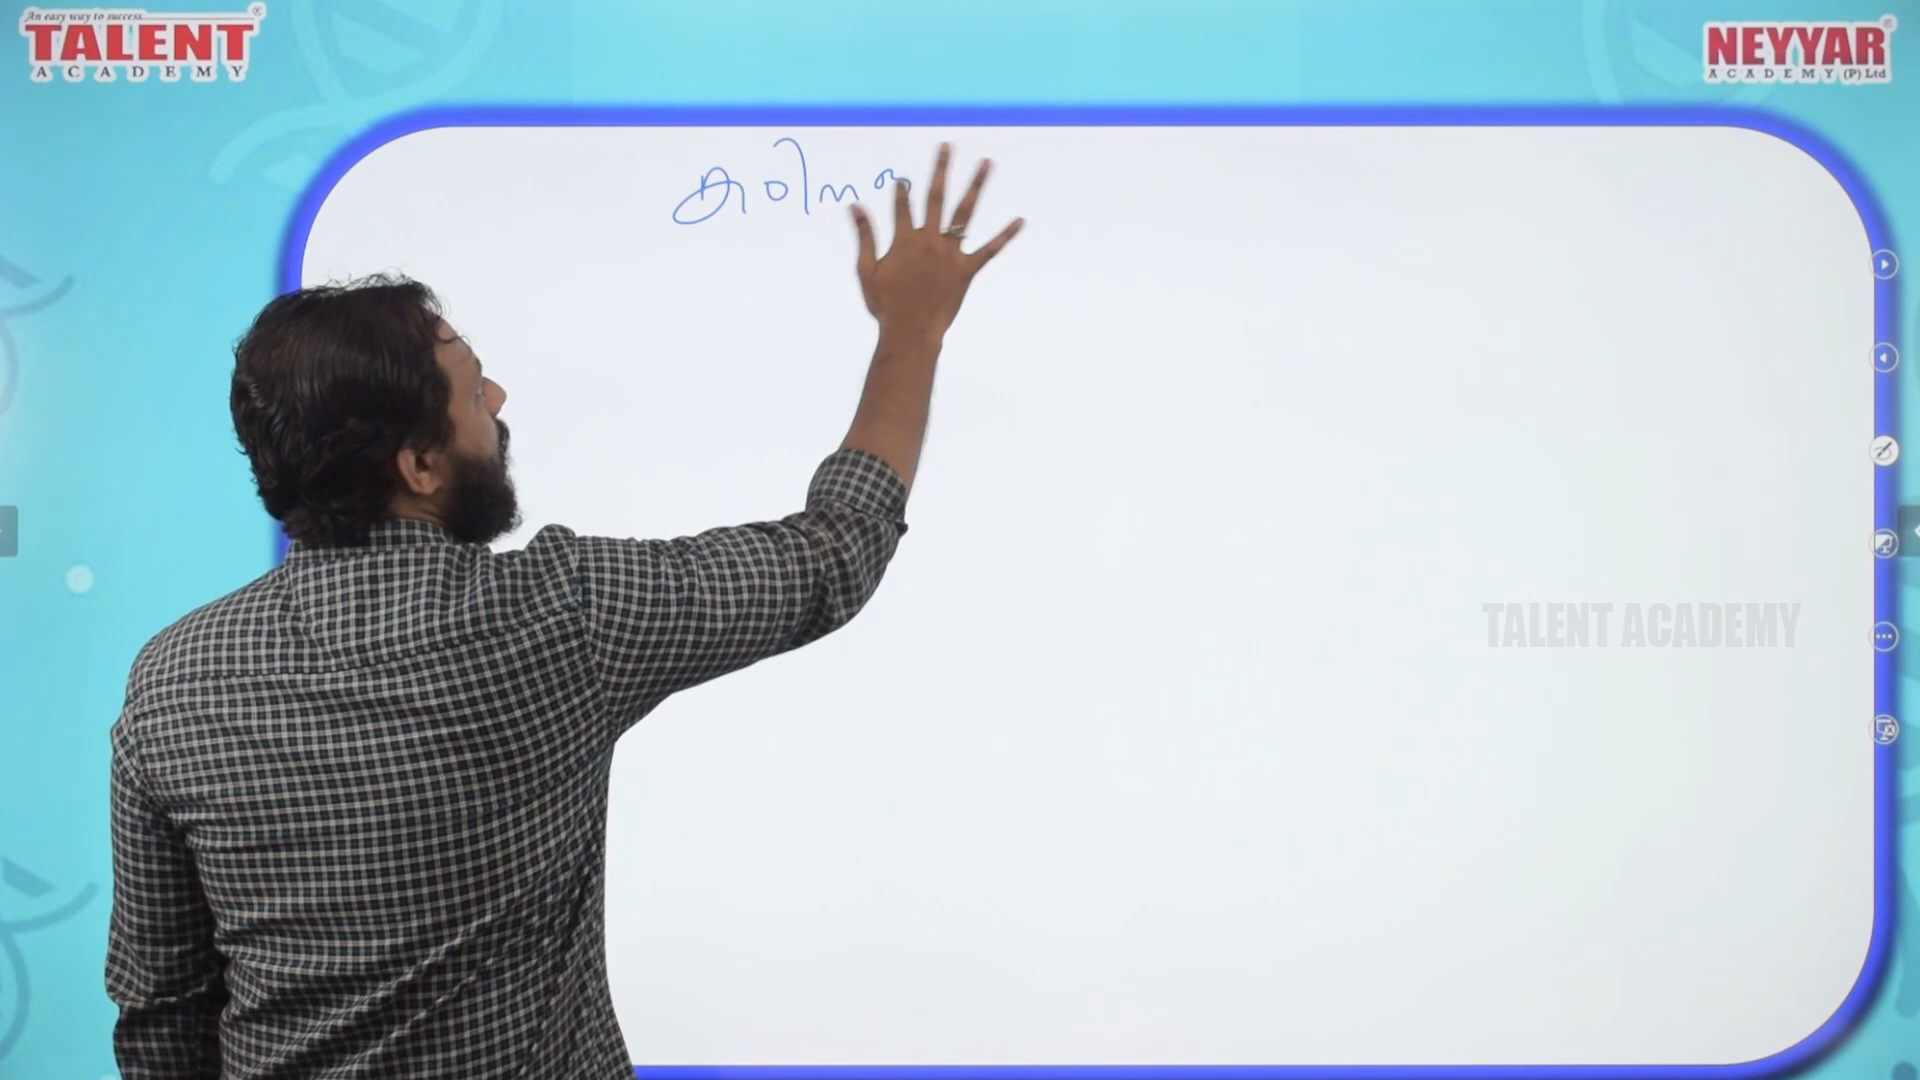 An easy way to success............
TALENT
ACADEMY
NEYYAR
ACADEMY (P) Ltd
TALENT ACADEMY